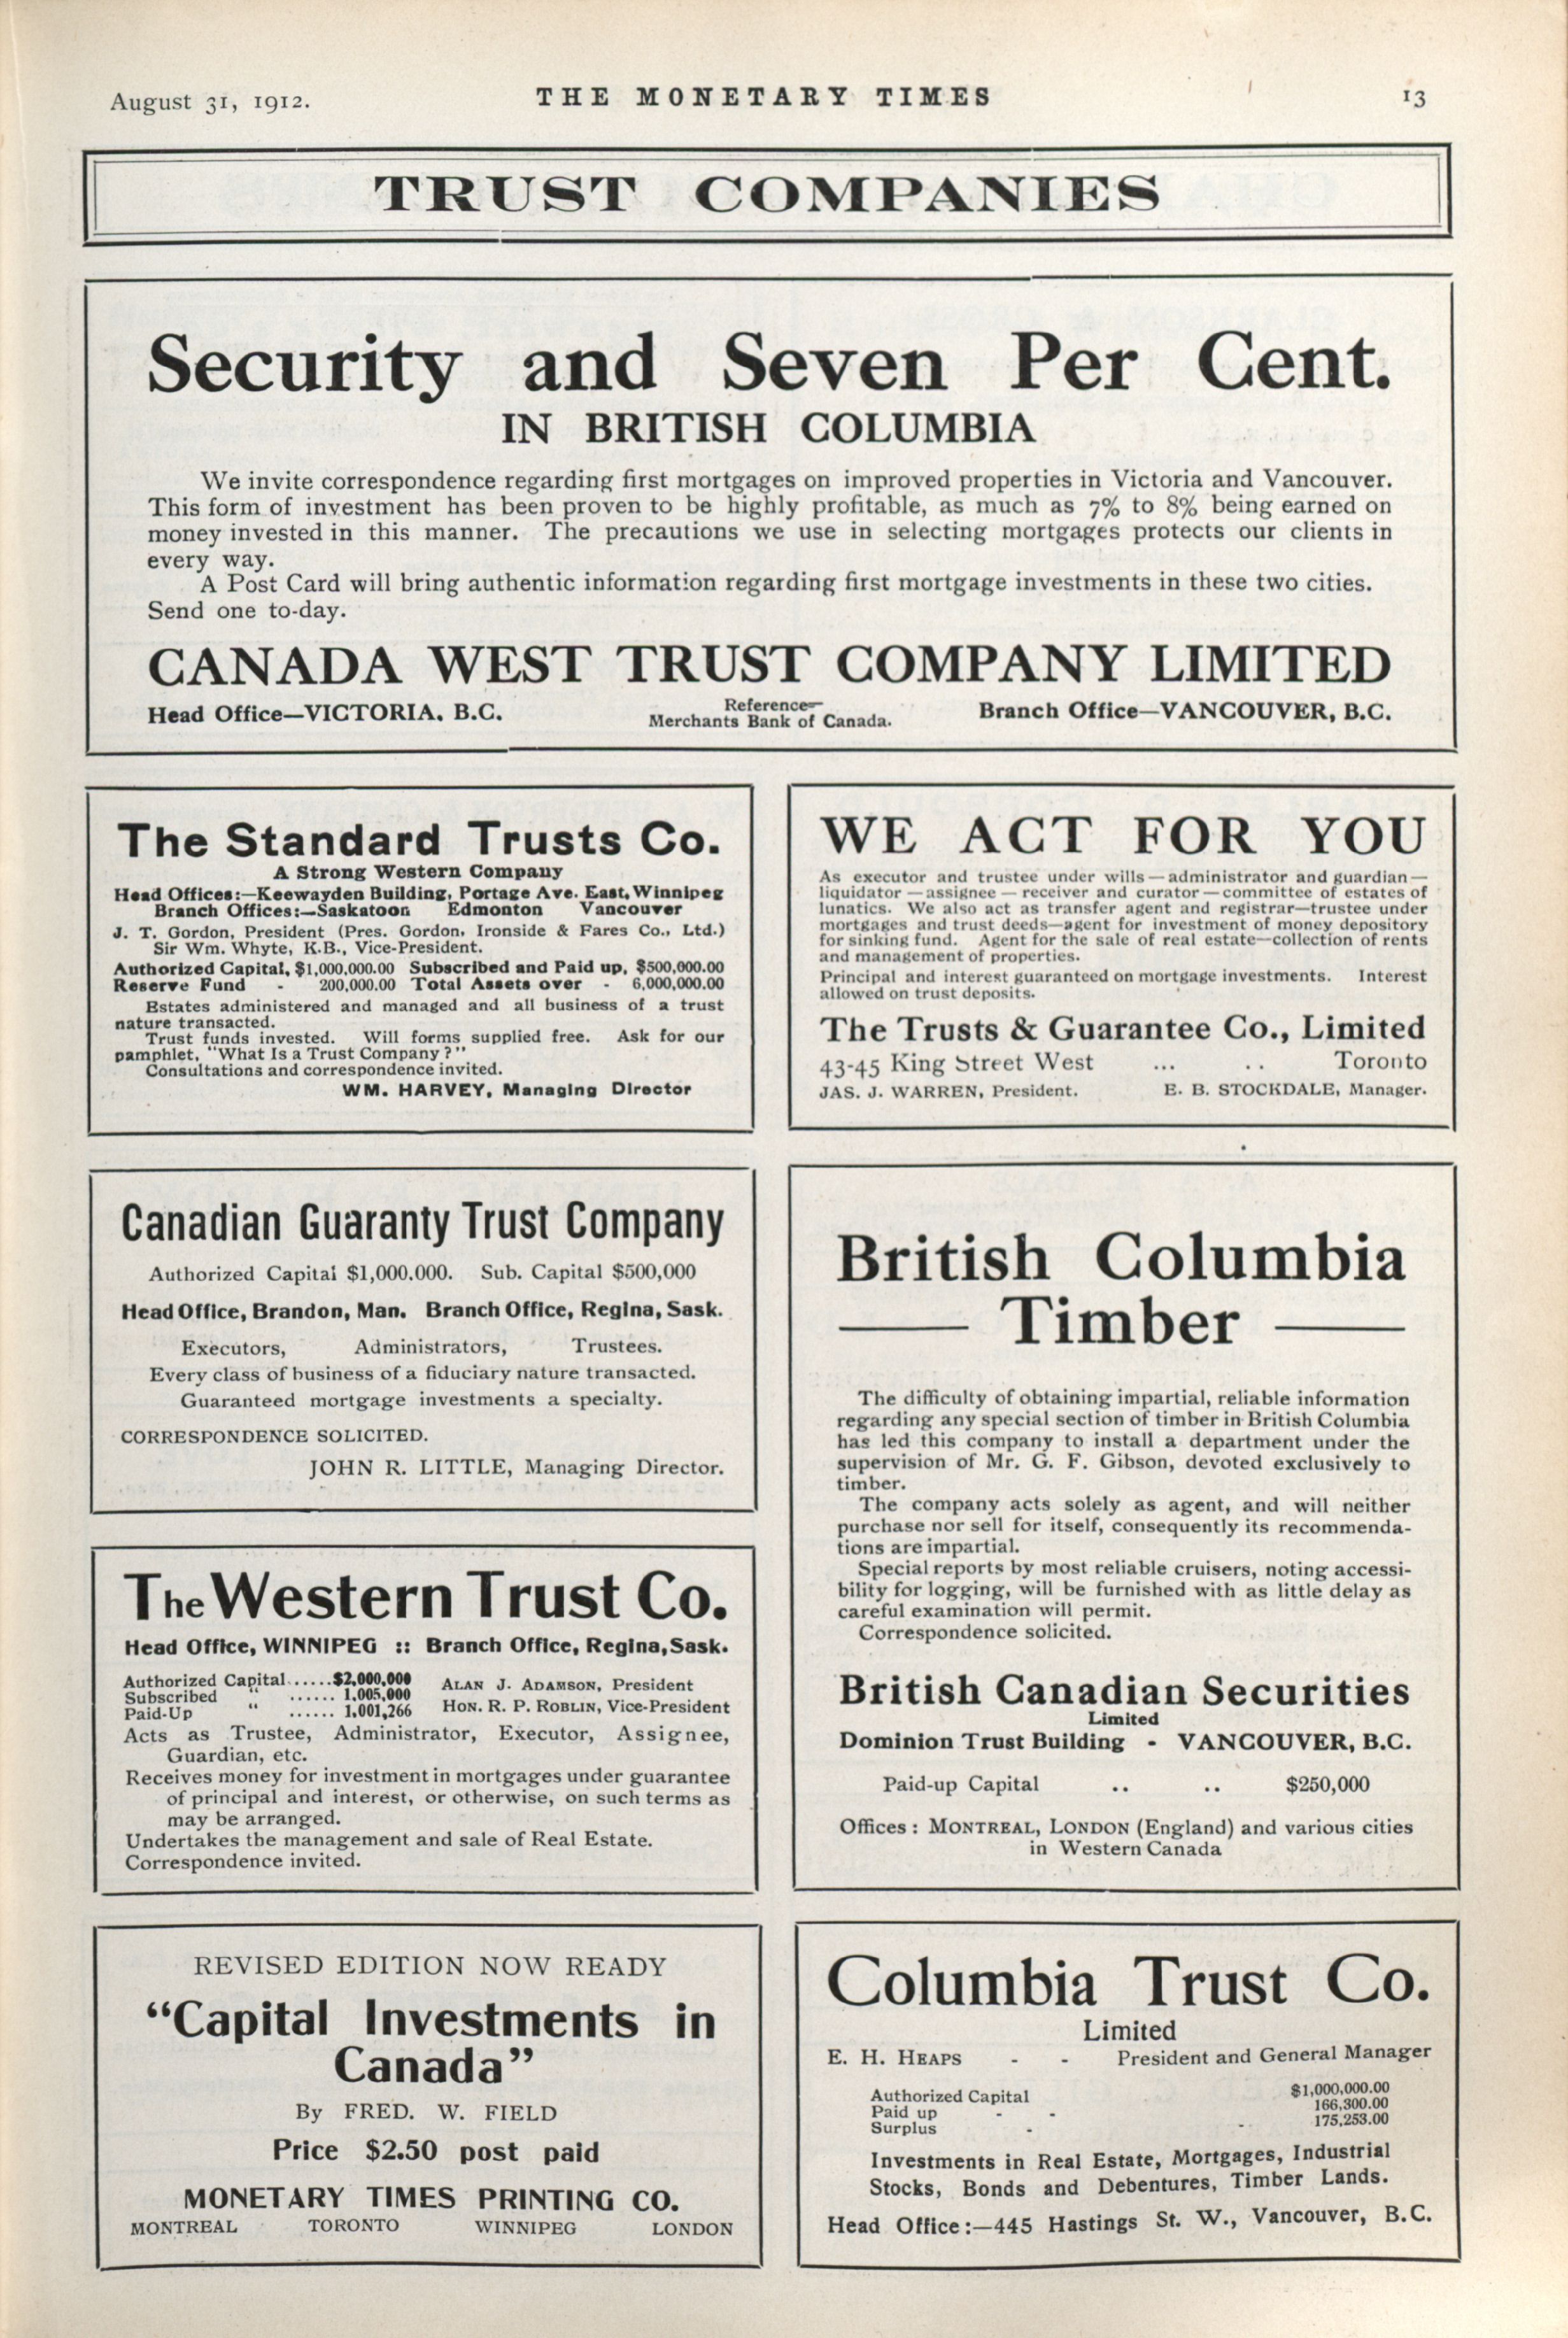 August 31, 1912.
THE MONETARY TIMES
13
TRUST COMPANIES
Security and Seven Per Cent.
IN BRITISH COLUMBIA
We invite correspondence regarding first mortgages on improved properties in Victoria and Vancouver.
This form of investment has been proven to be highly profitable, as much as 7% to 8% being earned on
money invested in this manner. The precautions we use in selecting mortgages protects our clients in
every way.
A Post Card will bring authentic information regarding first mortgage investments in these two cities.
Send one to-day.
CANADA WEST TRUST COMPANY LIMITED
Head Office—VICTORIA, B.C.
Reference—
Merchants Bank of Canada.
Branch Office—VANCOUVER, B.C.
The Standard Trusts Co.
A Strong Western Company
Head Offices:—Keewayden Building, Portage Ave. East, Winnipeg
Branch Offices:—Saskatoon Edmonton Vancouver
J. T. Gordon, President (Pres. Gordon, Ironside & Fares Co., Ltd.)
Sir Wm. Whyte, K.B., Vice-President.
Authorized Capital, $1,000,000.00 Subscribed and Paid up, $500,000.00
Reserve Fund - 200,000.00 Total Assets over - 6,000,000.00
Estates administered and managed and all business of a trust
nature transacted.
Trust funds invested. Will forms supplied free. Ask for our
pamphlet, "What Is a Trust Company?"
Consultations and correspondence invited.
WM. HARVEY, Managing Director
WE ACT FOR YOU
As executor and trustee under wills—administrator and guardian—
liquidator—assignee—receiver and curator—committee of estates of
lunatics. We also act as transfer agent and registrar—trustee under
mortgages and trust deeds—agent for investment of money depository
for sinking fund. Agent for the sale of real estate—collection of rents
and management of properties.
Principal and interest guaranteed on mortgage investments. Interest
allowed on trust deposits.
The Trusts & Guarantee Co., Limited
43-45 King Street West ... .. Toronto
JAS. J. WARREN, President. E. B. STOCKDALE, Manager.
Canadian Guaranty Trust Company
Authorized Capital $1,000.000. Sub. Capital $500,000
Head Office, Brandon, Man. Branch Office, Regina, Sask.
Executors, Administrators, Trustees.
Every class of business of a fiduciary nature transacted.
Guaranteed mortgage investments a specialty.
CORRESPONDENCE SOLICITED.
JOHN R. LITTLE, Managing Director.
The Western Trust Co.
Head Office, WINNIPEG :: Branch Office, Regina, Sask.
Authorized Capital......$2,000,000
Subscribed " ...... 1,005,000
Paid-Up " ...... 1,001,266
ALAN J. ADAMSON, President
HON. R. P. ROBLIN, Vice-President
Acts as Trustee, Administrator, Executor, Assignee,
Guardian, etc.
Receives money for investment in mortgages under guarantee
of principal and interest, or otherwise, on such terms as
may be arranged.
Undertakes the management and sale of Real Estate.
Correspondence invited.
British Columbia
Timber
The difficulty of obtaining impartial, reliable information
regarding any special section of timber in British Columbia
has led this company to install a department under the
supervision of Mr. G. F. Gibson, devoted exclusively to
timber.
The company acts solely as agent, and will neither
purchase nor sell for itself, consequently its recommenda-
tions are impartial.
Special reports by most reliable cruisers, noting accessi-
bility for logging, will be furnished with as little delay as
careful examination will permit.
Correspondence solicited.
British Canadian Securities
Limited
Dominion Trust Building - VANCOUVER, B.C.
Paid-up Capital .. .. $250,000
Offices: MONTREAL, LONDON (England) and various cities
in Western Canada
REVISED EDITION NOW READY
"Capital Investments in
Canada"
By FRED. W. FIELD
Price $2.50 post paid
MONETARY TIMES PRINTING CO.
MONTREAL TORONTO WINNIPEG LONDON
Columbia Trust Co.
Limited
E. H. HEAPS - - President and General Manager
Authorized Capital $1,000,000.00
Paid up - - 166,300.00
Surplus - - 175,253.00
Investments in Real Estate, Mortgages, Industrial
Stocks, Bonds and Debentures, Timber Lands.
Head Office:—445 Hastings St. W., Vancouver, B.C.